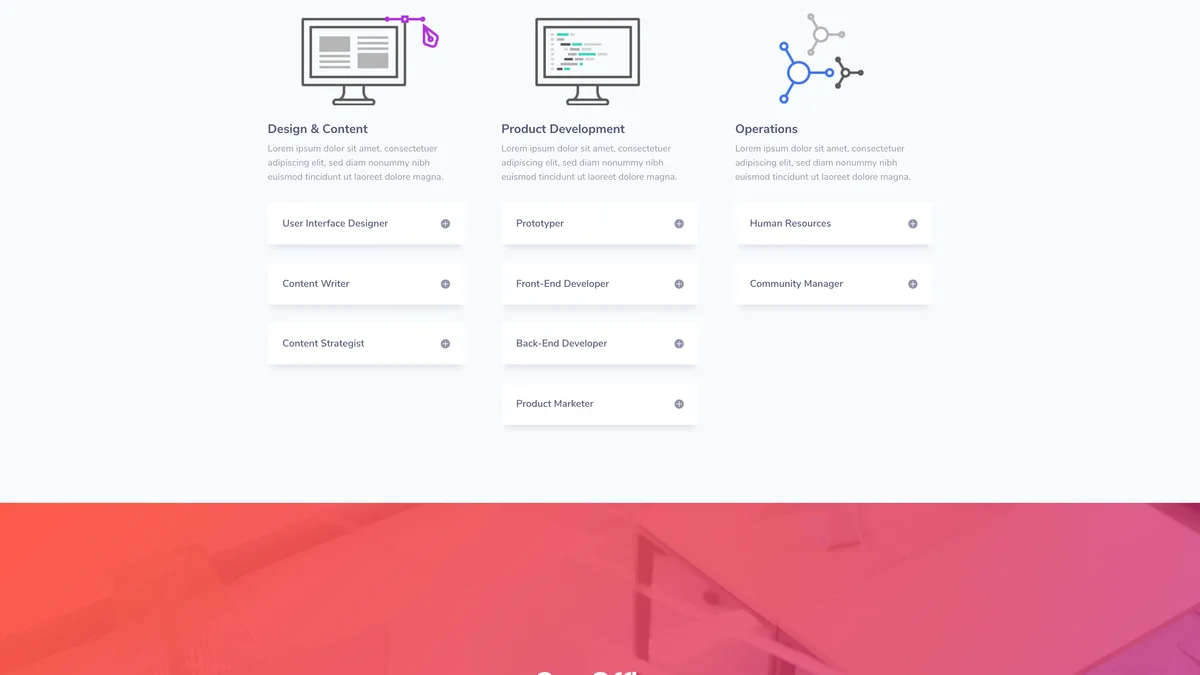 Design & Content
Lorem ipsum dolor sit amet, consectetuer
adipiscing elit, sed diam nonummy nibh
euismod tincidunt ut laoreet dolore magna.
User Interface Designer
Content Writer
Content Strategist
Product Development
Lorem ipsum dolor sit amet, consectetuer
adipiscing elit, sed diam nonummy nibh
euismod tincidunt ut laoreet dolore magna.
Prototyper
Front-End Developer
Back-End Developer
Product Marketer
Operations
Lorem ipsum dolor sit amet, consectetuer
adipiscing elit, sed diam nonummy nibh
euismod tincidunt ut laoreet dolore magna.
Human Resources
Community Manager